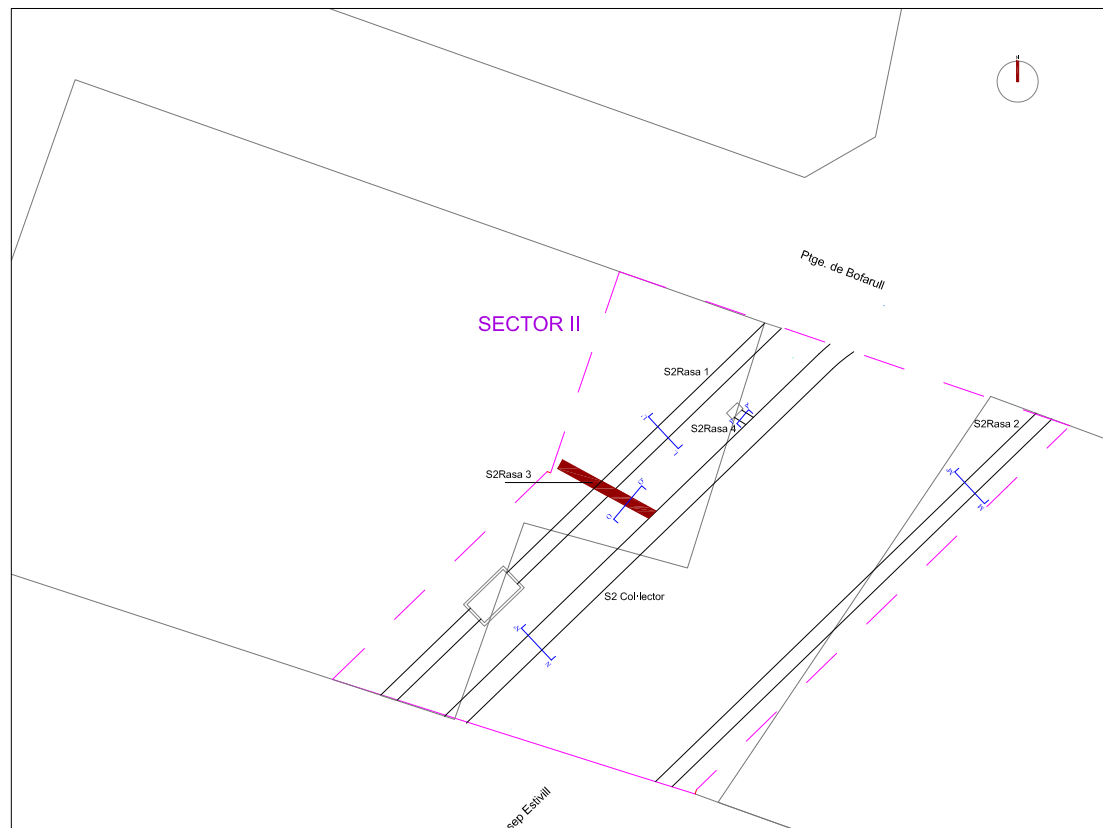 N
Ptge. de Bofarull
SECTOR II
S2Rasa 1
S2Rasa 4
S2Rasa 2
S2Rasa 3
L'
L
P'
P
M'
M
O'
O
S2 Col·lector
N'
N
sep Estivill